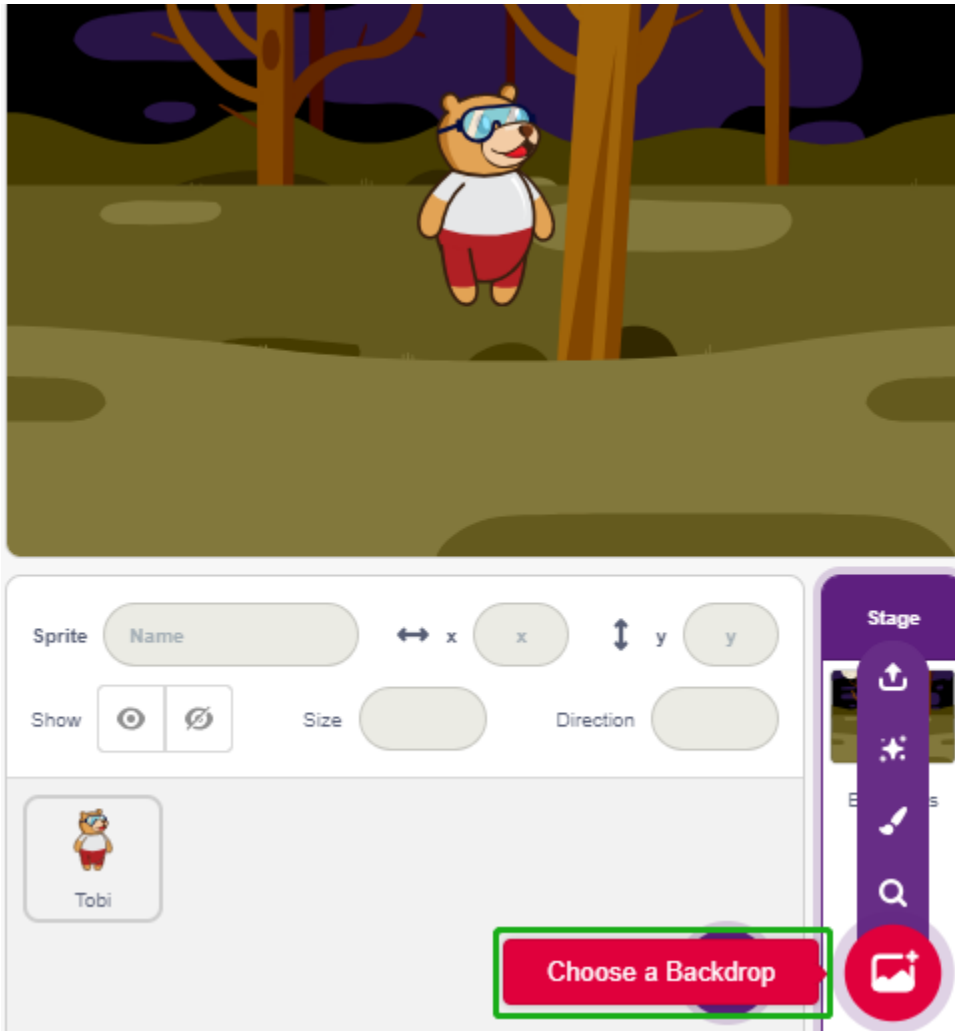 Sprite Name x x y y
Stage
Show Size Direction
Tobi
Choose a Backdrop